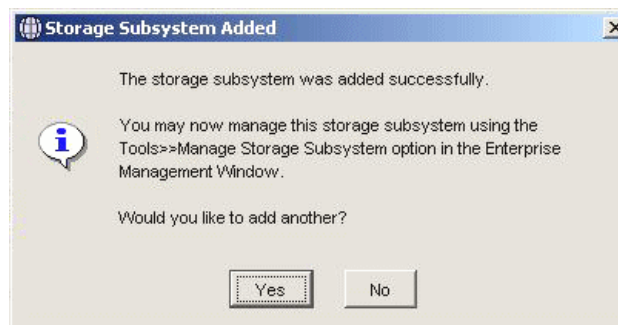 Storage Subsystem Added
The storage subsystem was added successfully.
You may now manage this storage subsystem using the
Tools>>Manage Storage Subsystem option in the Enterprise
Management Window.
Would you like to add another?
Yes
No